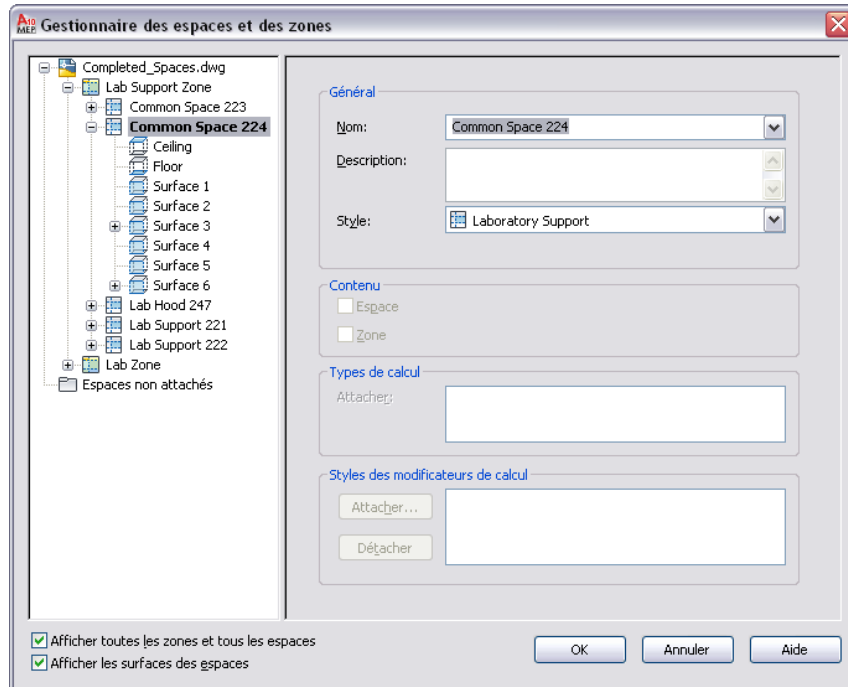 A10
MEP
Gestionnaire des espaces et des zones
Completed_Spaces.dwg
Lab Support Zone
Common Space 223
Common Space 224
Ceiling
Floor
Surface 1
Surface 2
Surface 3
Surface 4
Surface 5
Surface 6
Lab Hood 247
Lab Support 221
Lab Support 222
Lab Zone
Espaces non attachés
Général
Nom: Common Space 224
Description:
Style: Laboratory Support
Contenu
Espace
Zone
Types de calcul
Attacher:
Styles des modificateurs de calcul
Attacher...
Détacher
Afficher toutes les zones et tous les espaces
Afficher les surfaces des espaces
OK Annuler Aide